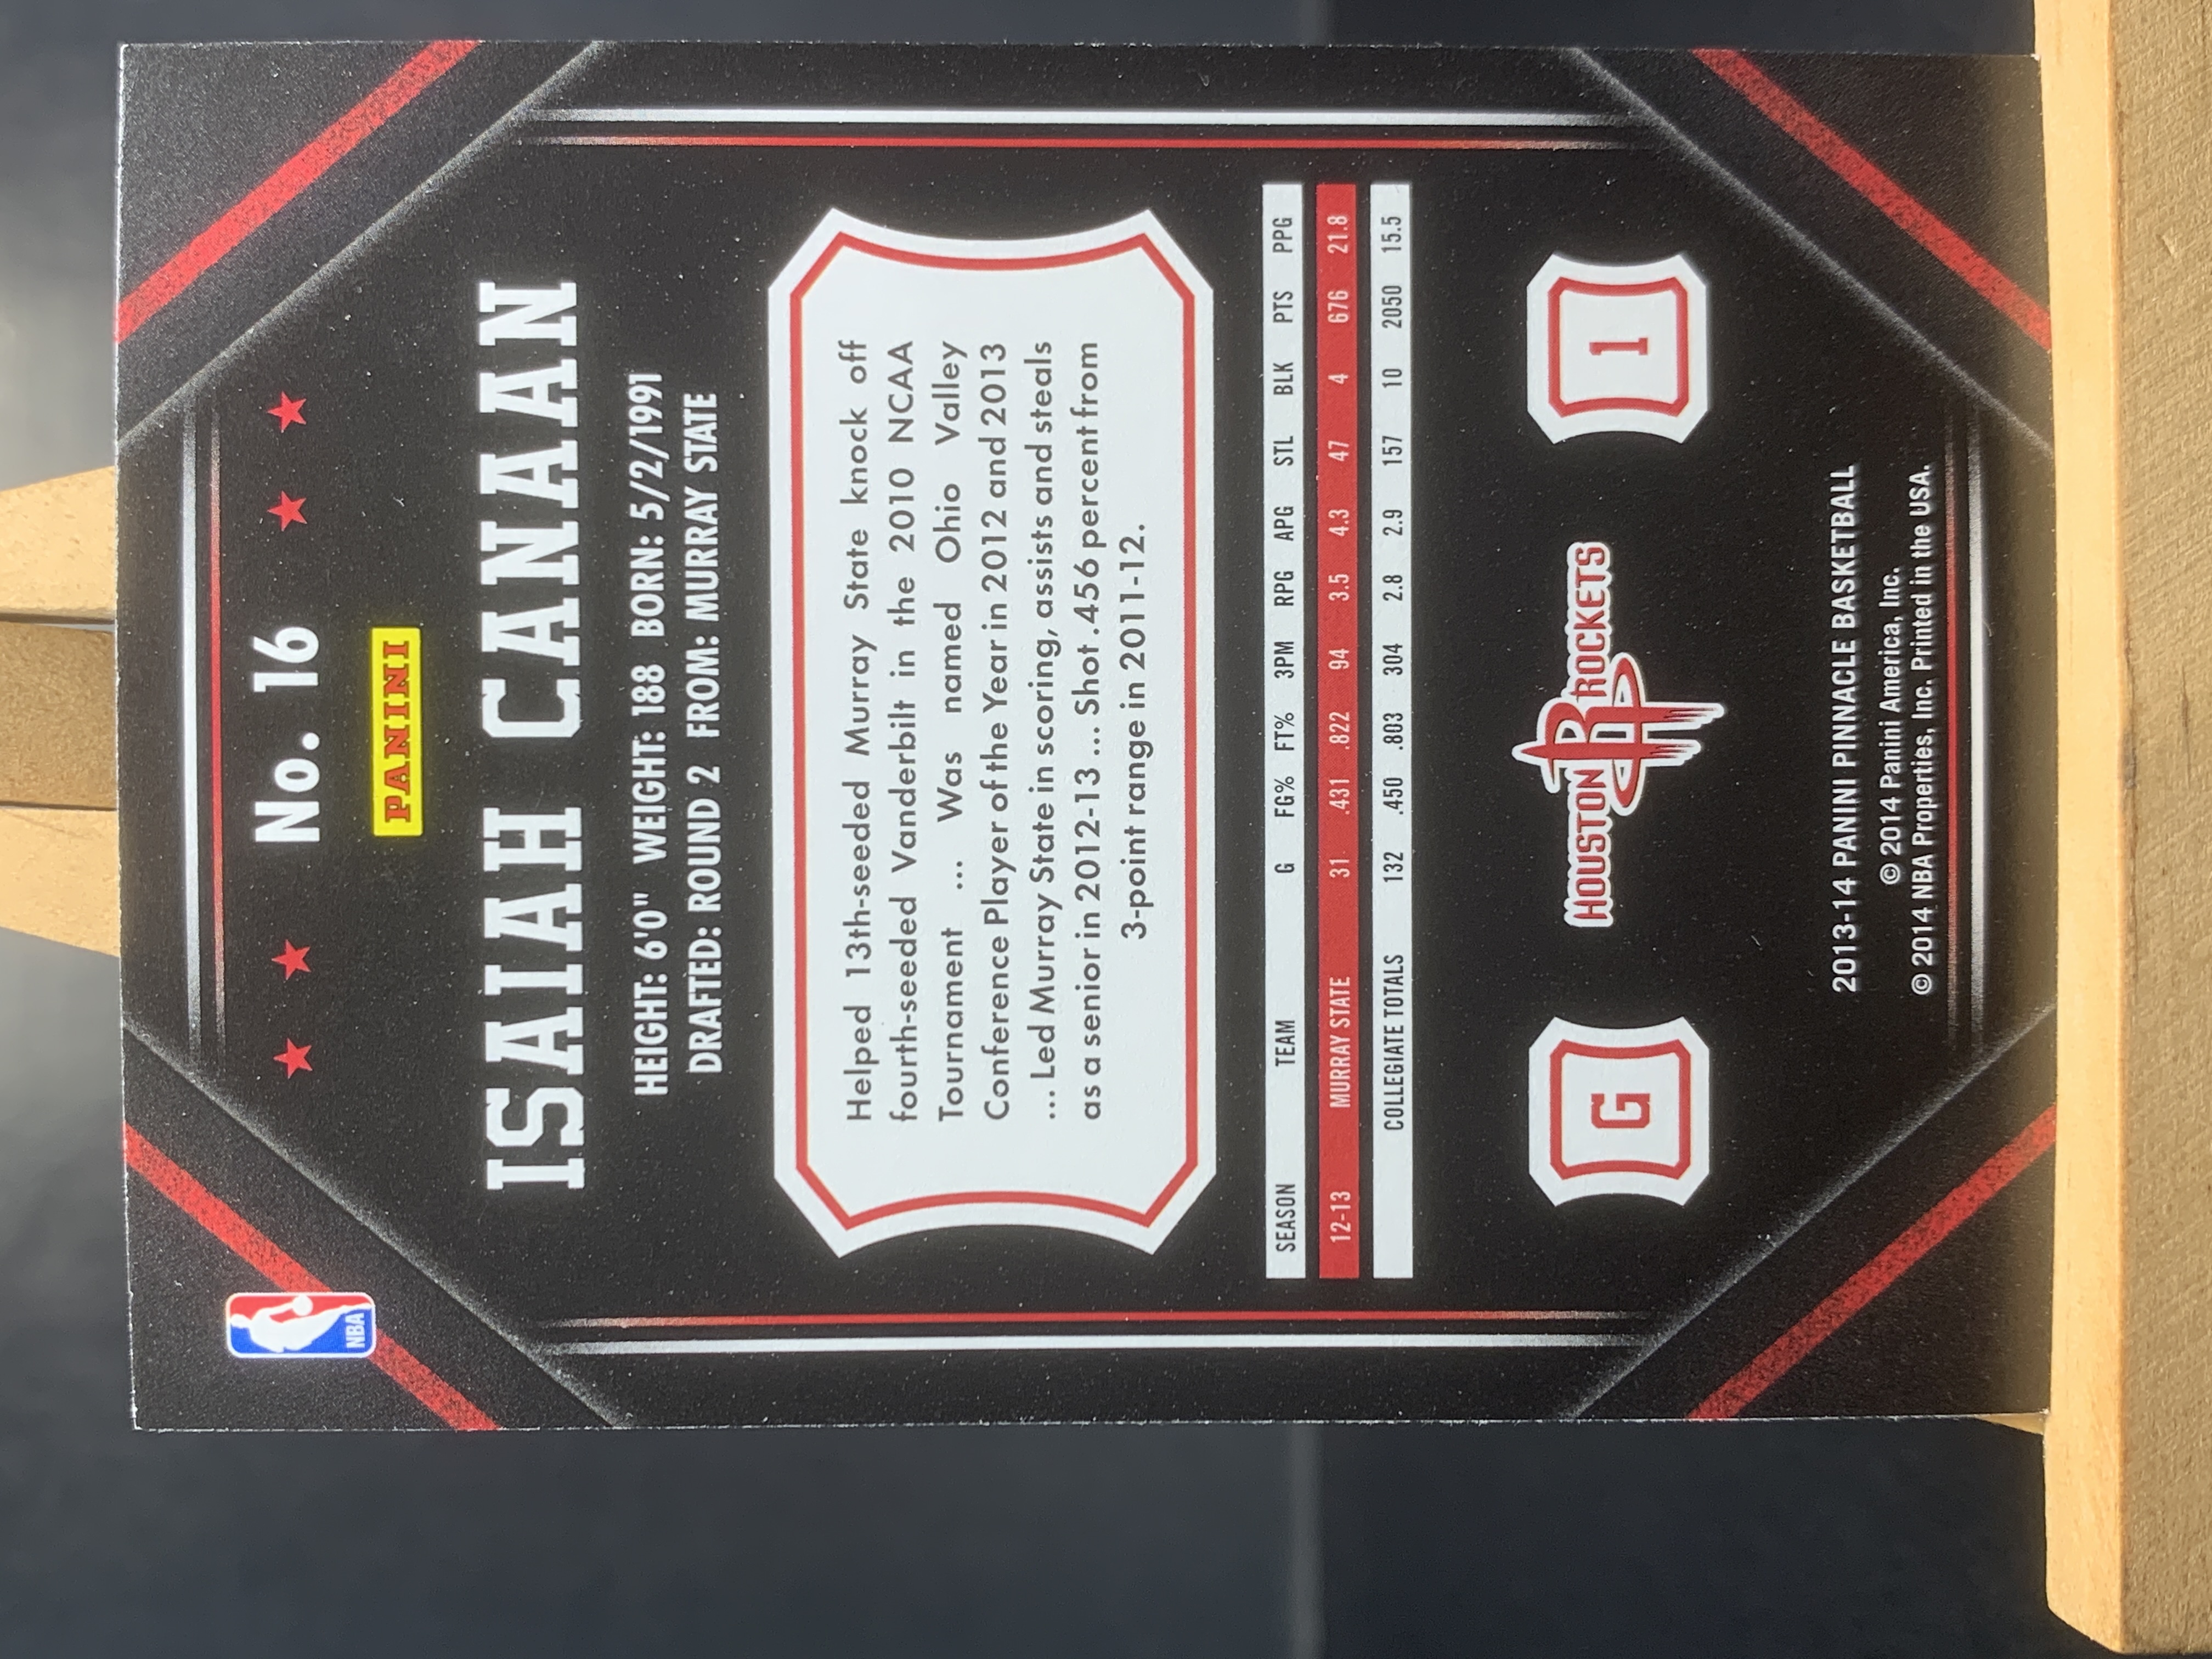 No. 16
PANINI
NBA
ISAIAH CANAAN
HEIGHT: 6'0" WEIGHT: 188 BORN: 5/2/1991
DRAFTED: ROUND 2 FROM: MURRAY STATE
Helped 13th-seeded Murray State knock off
fourth-seeded Vanderbilt in the 2010 NCAA
Tournament ... Was named Ohio Valley
Conference Player of the Year in 2012 and 2013
... Led Murray State in scoring, assists and steals
as a senior in 2012-13 ... Shot .456 percent from
3-point range in 2011-12.
SEASON TEAM G FG% FT% 3PM RPG APG STL BLK PTS PPG
12-13 MURRAY STATE 31 .431 .822 94 3.5 4.3 47 4 676 21.8
COLLEGIATE TOTALS 132 .450 .803 304 2.8 2.9 157 10 2050 15.5
G
HOUSTON R ROCKETS
1
2013-14 PANINI PINNACLE BASKETBALL
© 2014 Panini America, Inc.
© 2014 NBA Properties, Inc. Printed in the USA.